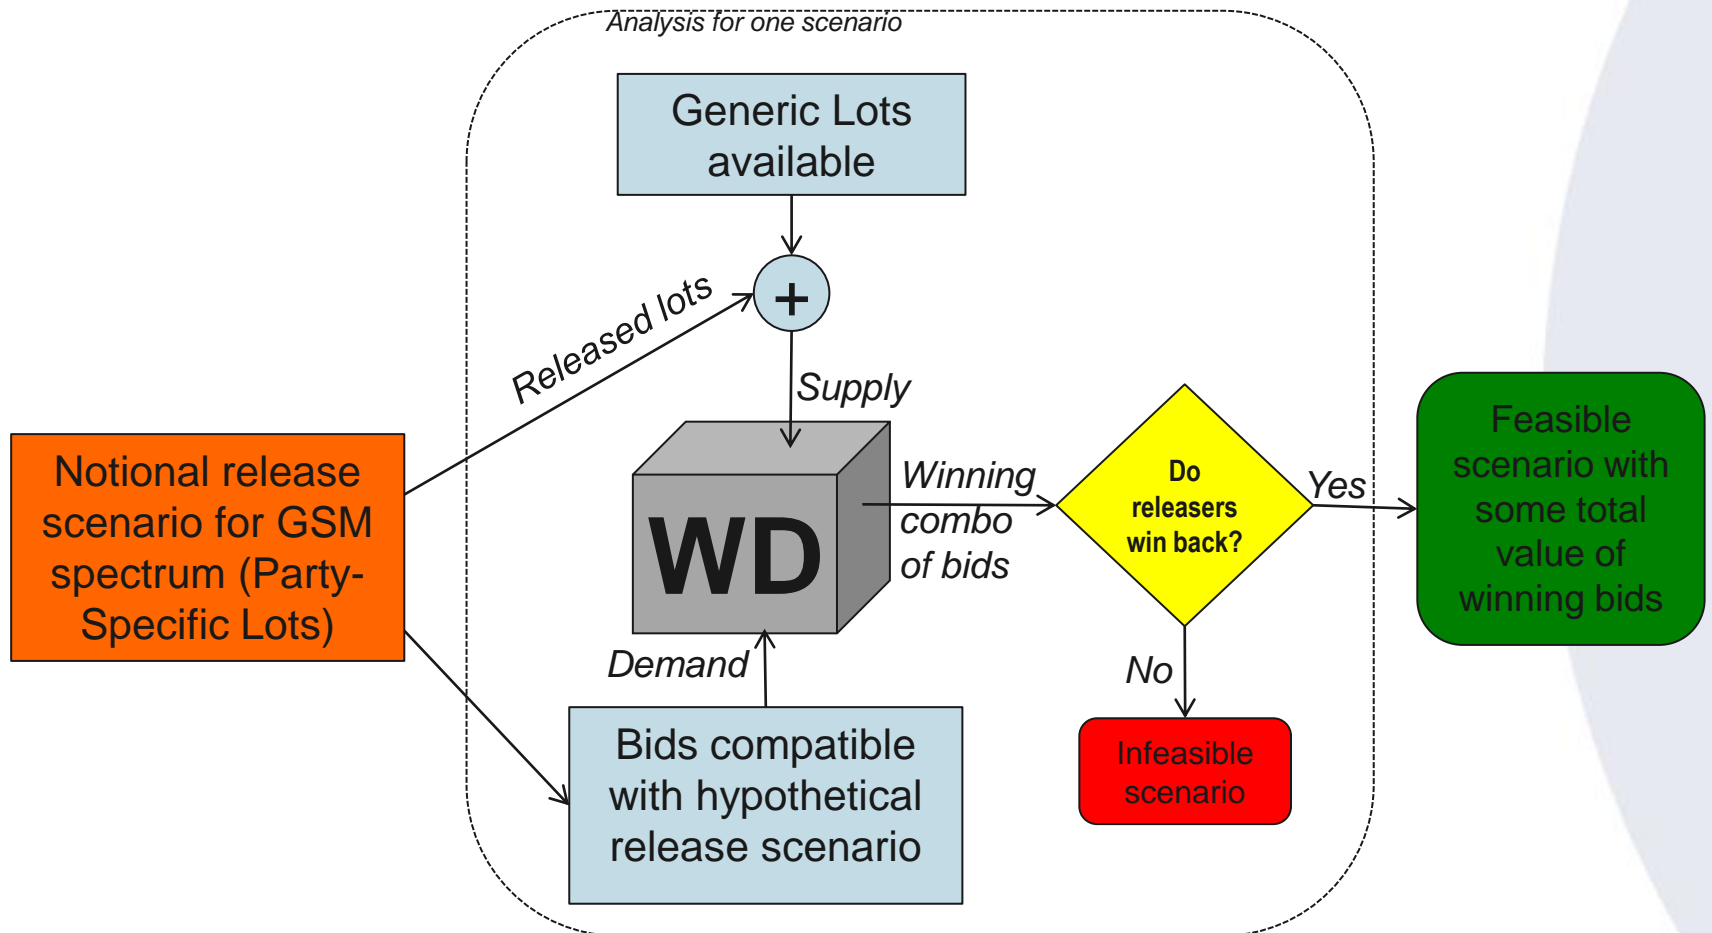 Analysis for one scenario
Generic Lots
available
+
Released lots
Supply
Notional release
scenario for GSM
spectrum (Party-
Specific Lots)
WD
Winning
combo
of bids
Do
releasers
win back?
Yes
Feasible
scenario with
some total
value of
winning bids
Demand
No
Bids compatible
with hypothetical
release scenario
Infeasible
scenario